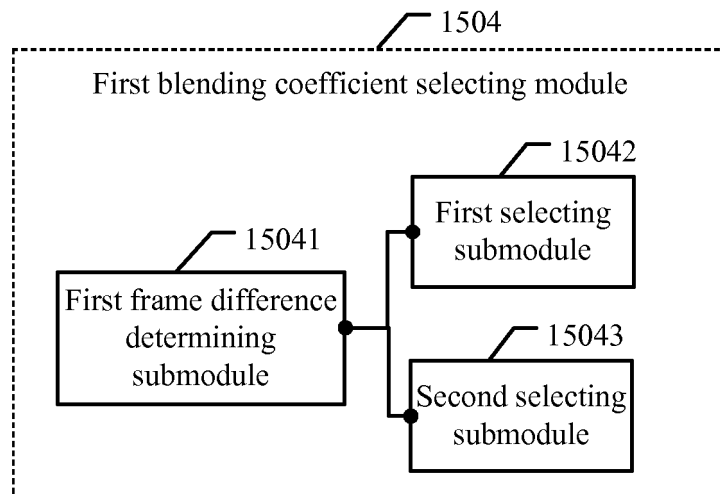 1504
First blending coefficient selecting module
15042
First selecting
submodule
15041
First frame difference
determining
submodule
15043
Second selecting
submodule